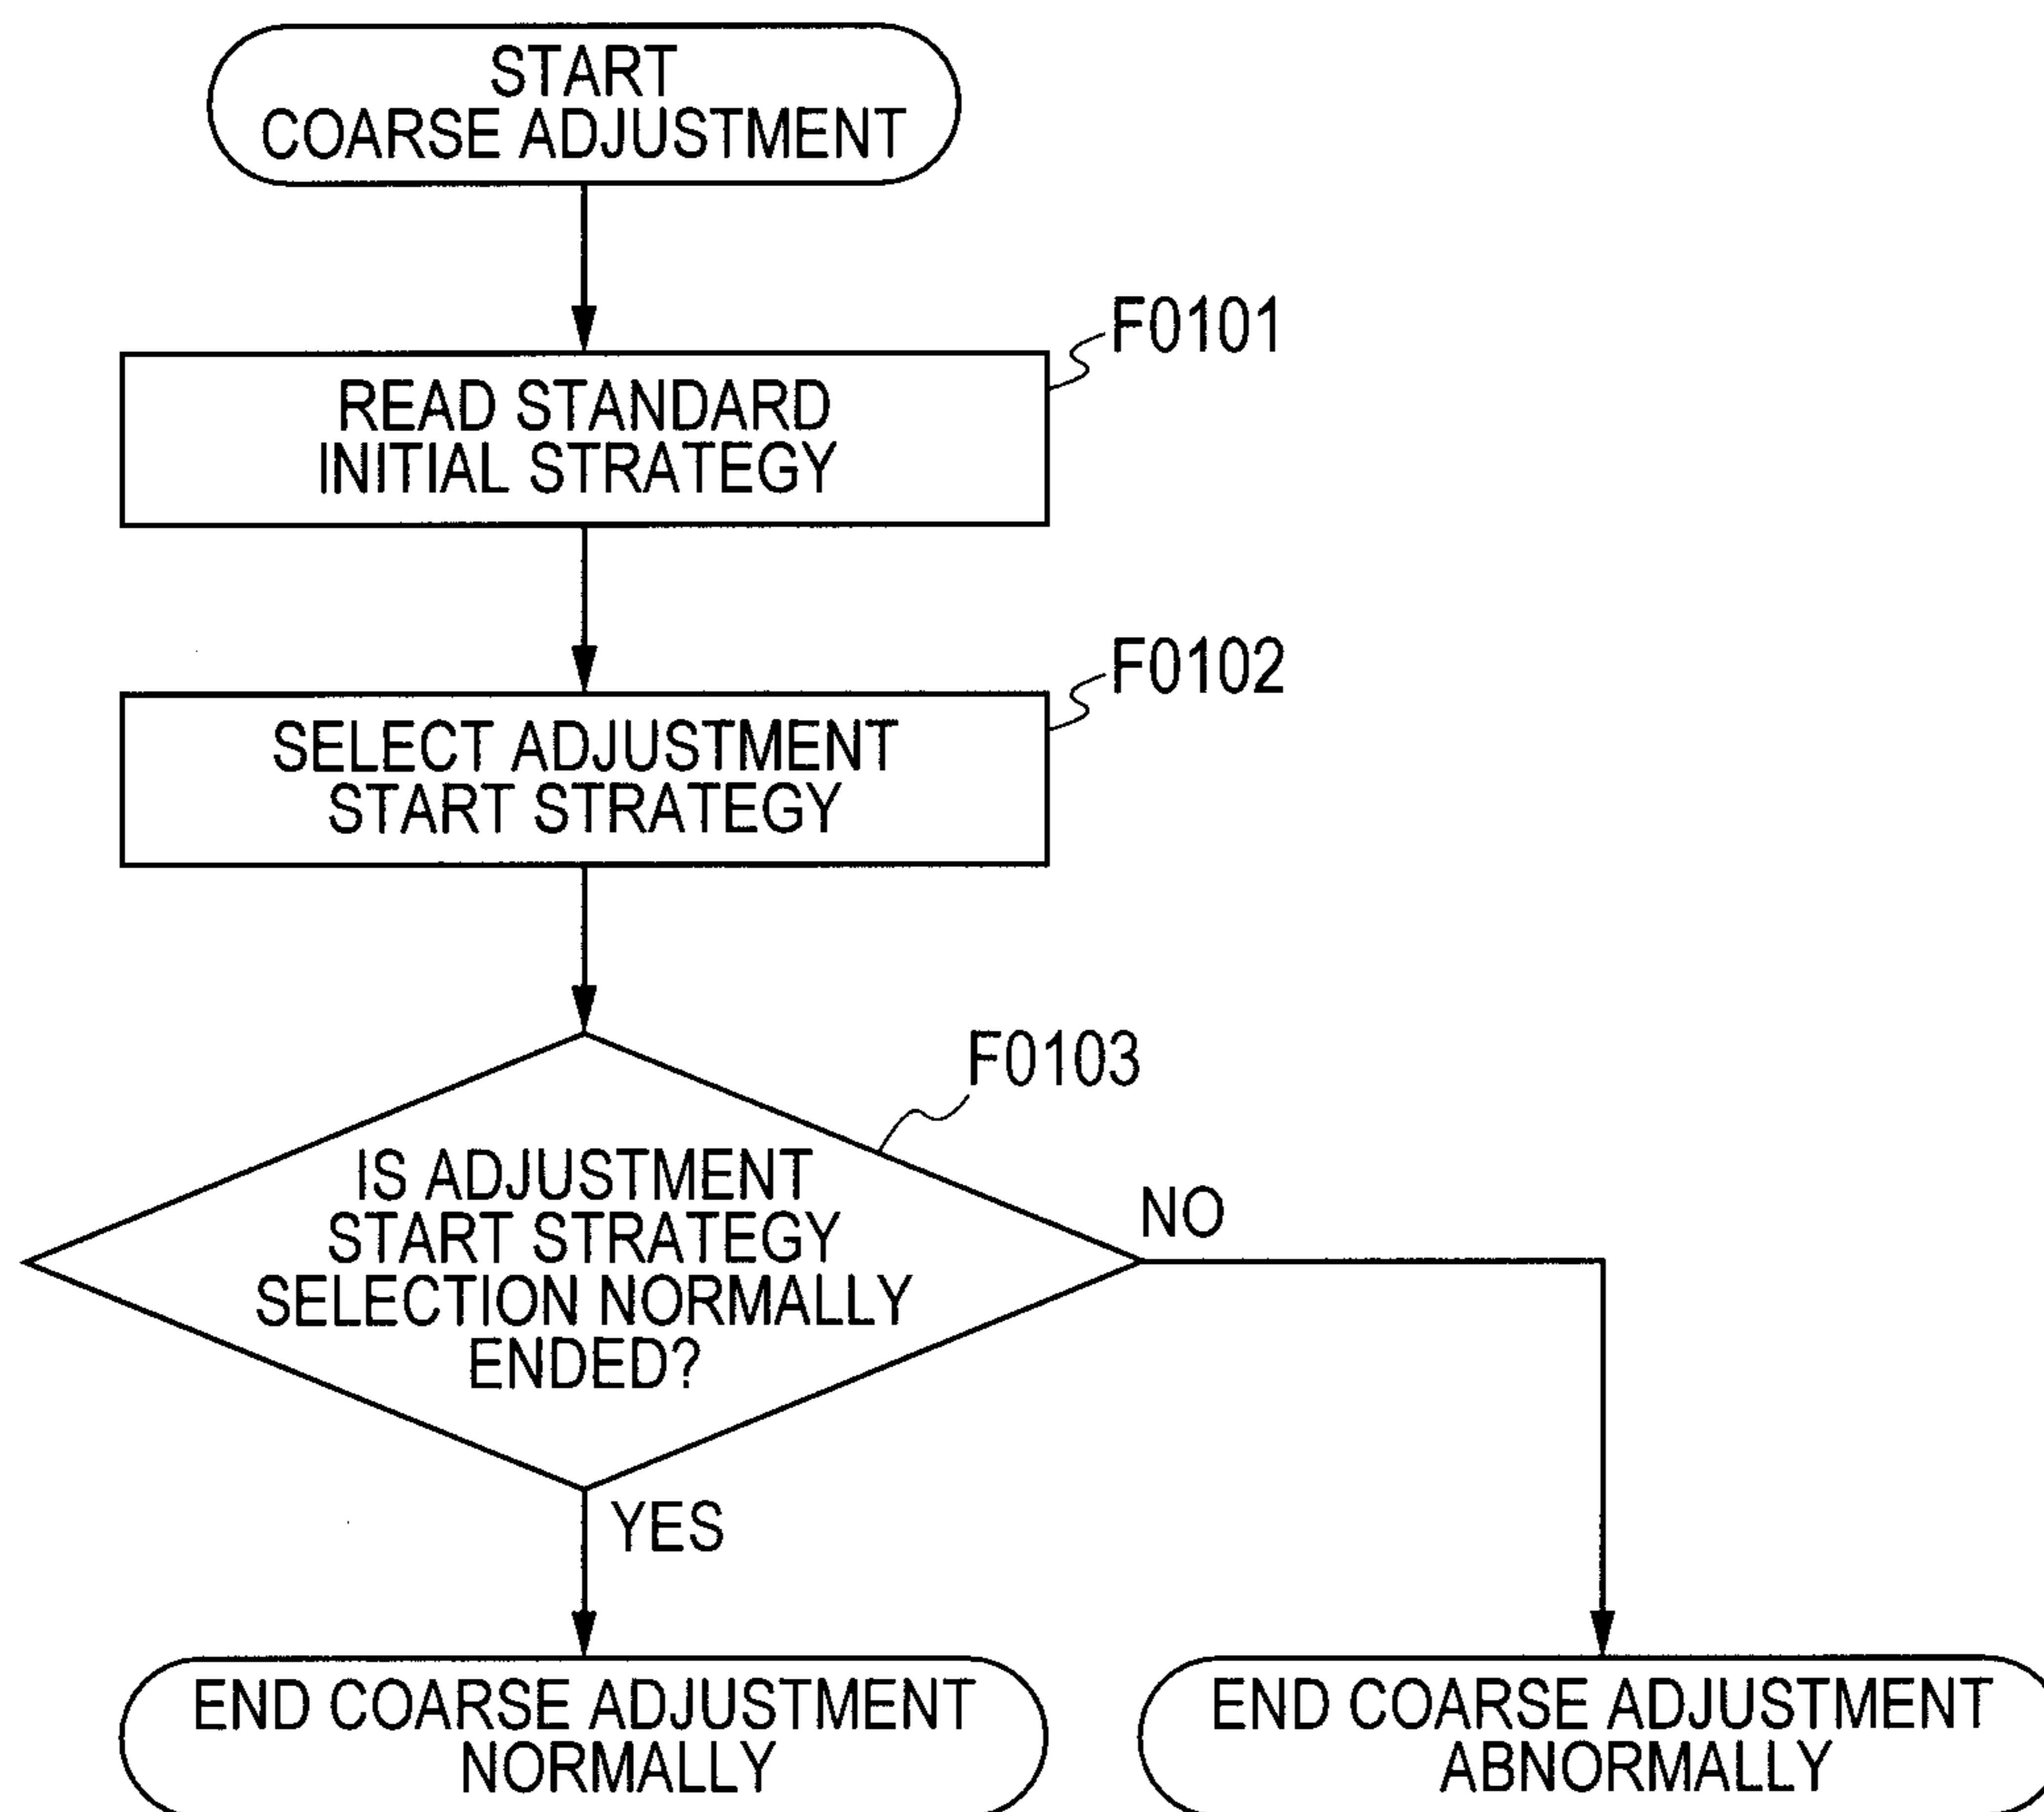 START
COARSE ADJUSTMENT
F0101
READ STANDARD
INITIAL STRATEGY
F0102
SELECT ADJUSTMENT
START STRATEGY
F0103
IS ADJUSTMENT
START STRATEGY
SELECTION NORMALLY
ENDED?
NO
YES
END COARSE ADJUSTMENT
NORMALLY
END COARSE ADJUSTMENT
ABNORMALLY